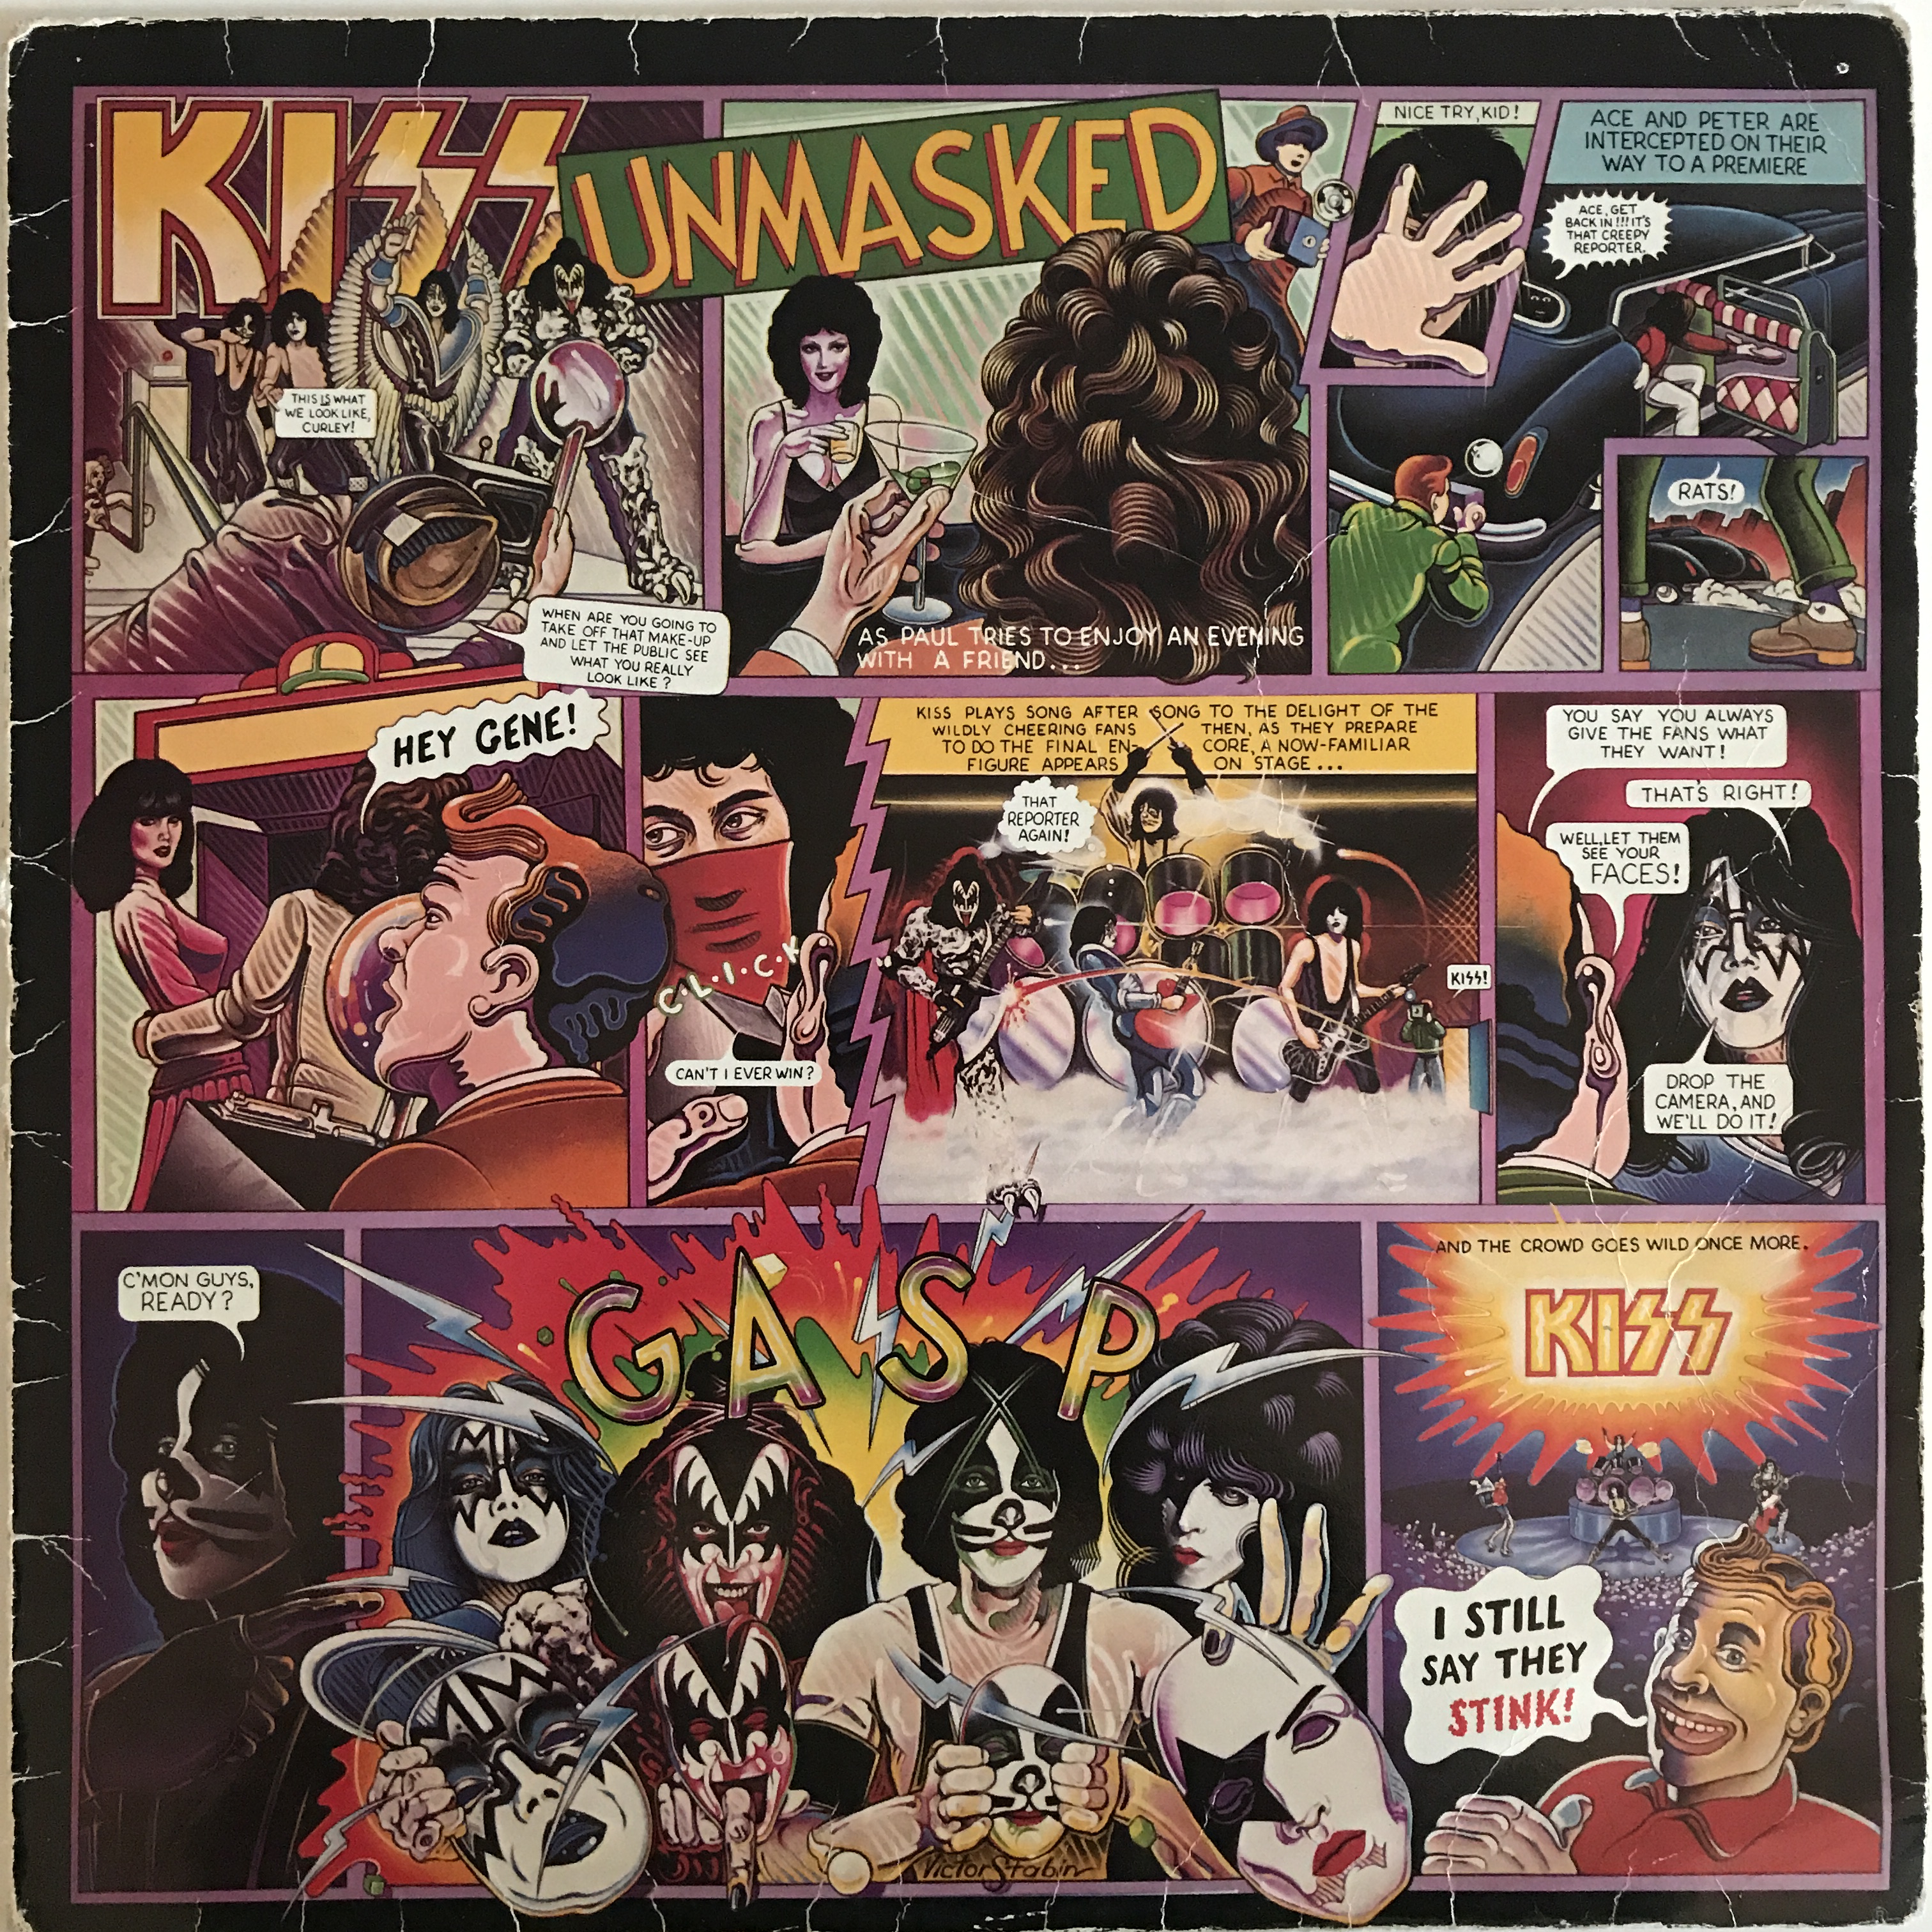 KISS
UNMASKED
THIS IS WHAT
WE LOOK LIKE,
CURLEY!
WHEN ARE YOU GOING TO
TAKE OFF THAT MAKE-UP
AND LET THE PUBLIC SEE
WHAT YOU REALLY
LOOK LIKE?
AS PAUL TRIES TO ENJOY AN EVENING
WITH A FRIEND...
NICE TRY, KID!
ACE AND PETER ARE
INTERCEPTED ON THEIR
WAY TO A PREMIERE
ACE, GET
BACK IN!!! IT'S
THAT CREEPY
REPORTER.
RATS!
HEY GENE!
C·L·I·C·K
CAN'T I EVER WIN?
KISS PLAYS SONG AFTER SONG TO THE DELIGHT OF THE
WILDLY CHEERING FANS THEN, AS THEY PREPARE
TO DO THE FINAL EN- CORE, A NOW-FAMILIAR
FIGURE APPEARS ON STAGE...
THAT
REPORTER
AGAIN!
KISS!
YOU SAY YOU ALWAYS
GIVE THE FANS WHAT
THEY WANT!
THAT'S RIGHT!
WELL, LET THEM
SEE YOUR
FACES!
DROP THE
CAMERA, AND
WE'LL DO IT!
C'MON GUYS,
READY?
GASP
Victor Stabin
AND THE CROWD GOES WILD ONCE MORE.
KISS
I STILL
SAY THEY
STINK!